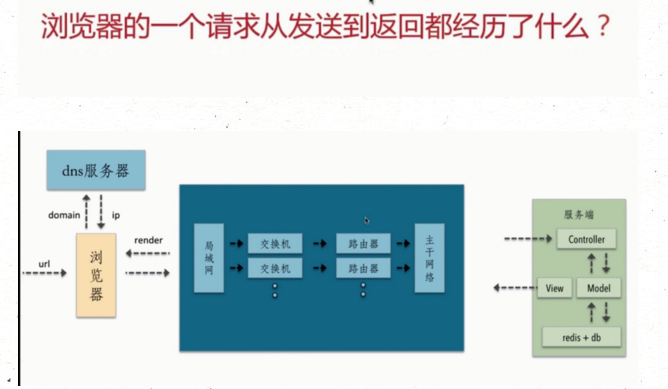 浏览器的一个请求从发送到返回都经历了什么？
dns服务器
domain
ip
url
浏览器
render
局域网
交换机
路由器
交换机
路由器
主干网络
服务端
Controller
View
Model
redis + db